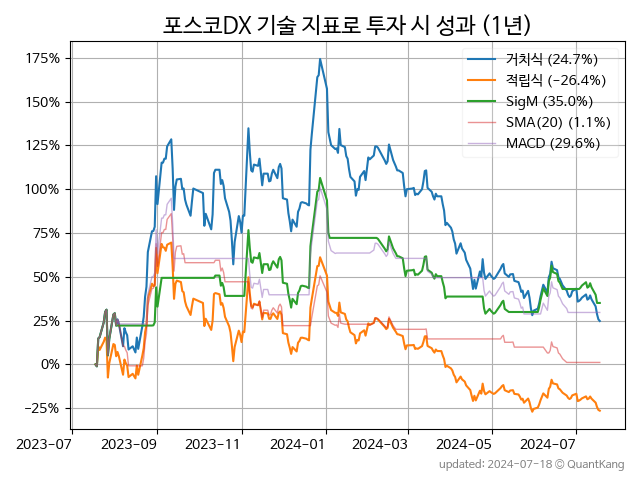 포스코DX 기술 지표로 투자 시 성과 (1년)
175%
150%
125%
100%
75%
50%
25%
0%
−25%
거치식 (24.7%)
적립식 (−26.4%)
SigM (35.0%)
SMA(20) (1.1%)
MACD (29.6%)
2023-07 2023-09 2023-11 2024-01 2024-03 2024-05 2024-07
updated: 2024-07-18 © QuantKang